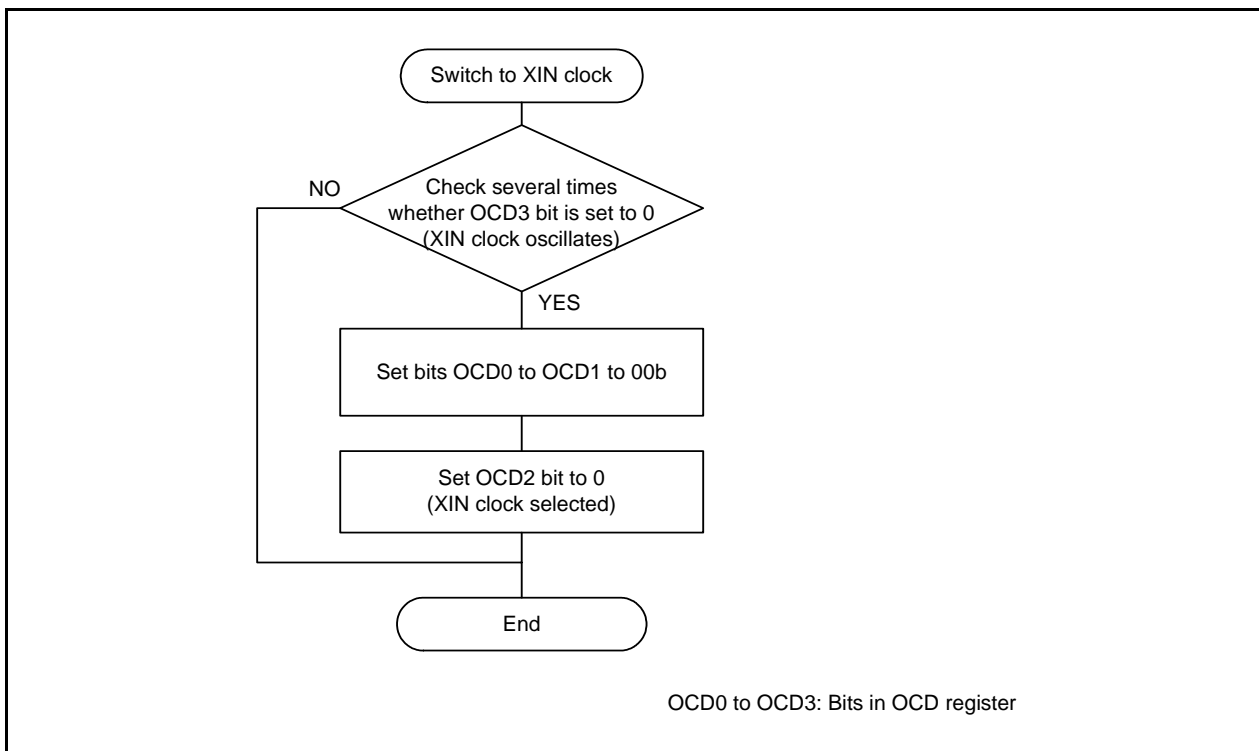 Switch to XIN clock
NO
Check several times
whether OCD3 bit is set to 0
(XIN clock oscillates)
YES
Set bits OCD0 to OCD1 to 00b
Set OCD2 bit to 0
(XIN clock selected)
End
OCD0 to OCD3: Bits in OCD register